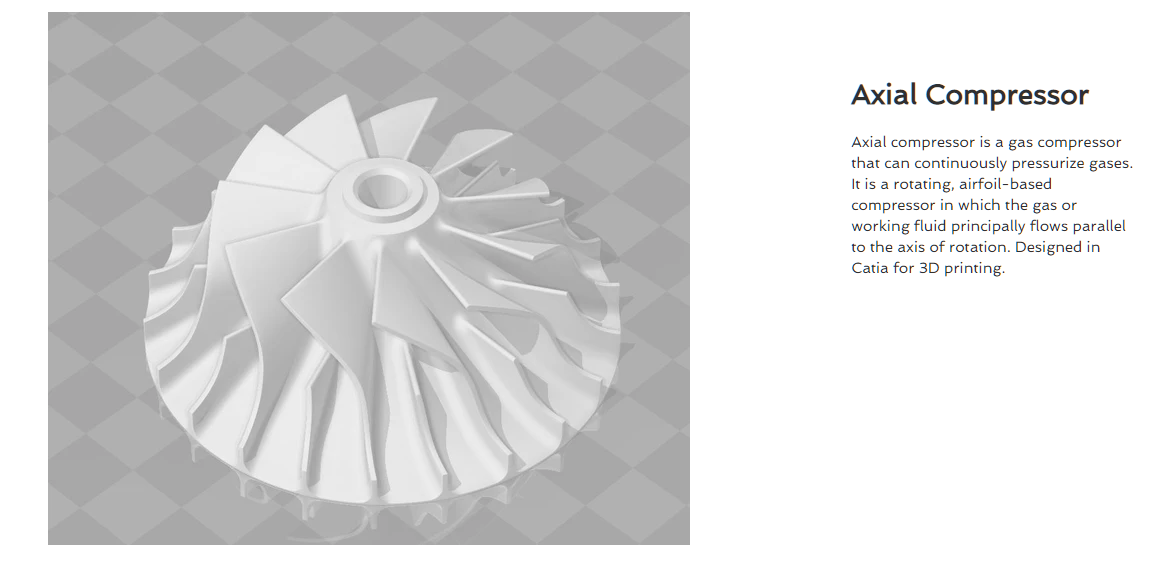 Axial Compressor
Axial compressor is a gas compressor
that can continuously pressurize gases.
It is a rotating, airfoil-based
compressor in which the gas or
working fluid principally flows parallel
to the axis of rotation. Designed in
Catia for 3D printing.